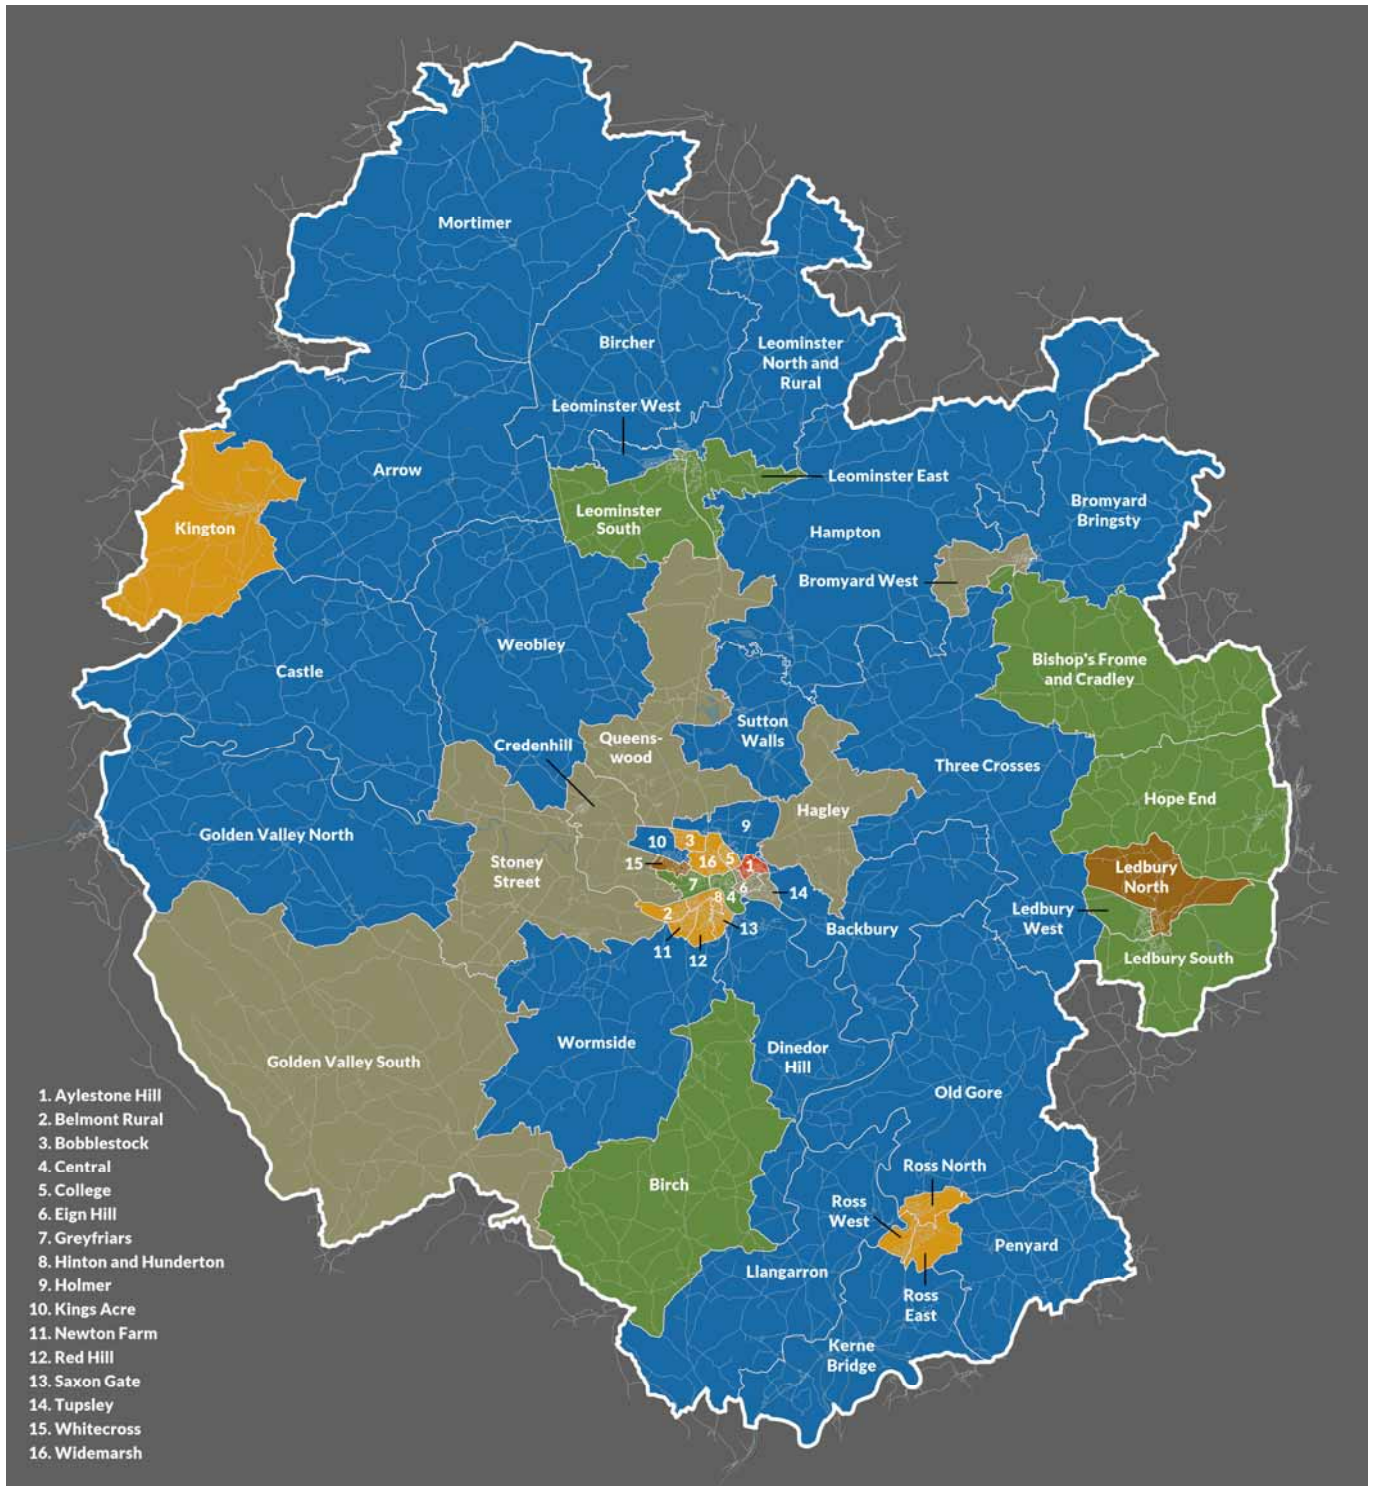 Mortimer
Bircher
Leominster
North and
Rural
Leominster West
Arrow
Leominster East
Kington
Leominster
South
Hampton
Bromyard
Bringsty
Bromyard West
Weobley
Castle
Bishop's Frome
and Cradley
Sutton
Walls
Queens-
wood
Credenhill
Three Crosses
Hope End
Hagley
Golden Valley North
Stoney
Street
9
10
3
16
5
1
15
7
6
8
4
14
2
13
11
12
Ledbury
North
Ledbury
West
Backbury
Ledbury South
Wormside
Dinedor
Hill
Golden Valley South
Old Gore
Ross North
Birch
Ross
West
Penyard
Llangarron
Ross
East
Kerne
Bridge
1. Aylestone Hill
2. Belmont Rural
3. Bobblestock
4. Central
5. College
6. Eign Hill
7. Greyfriars
8. Hinton and Hunderton
9. Holmer
10. Kings Acre
11. Newton Farm
12. Red Hill
13. Saxon Gate
14. Tupsley
15. Whitecross
16. Widemarsh